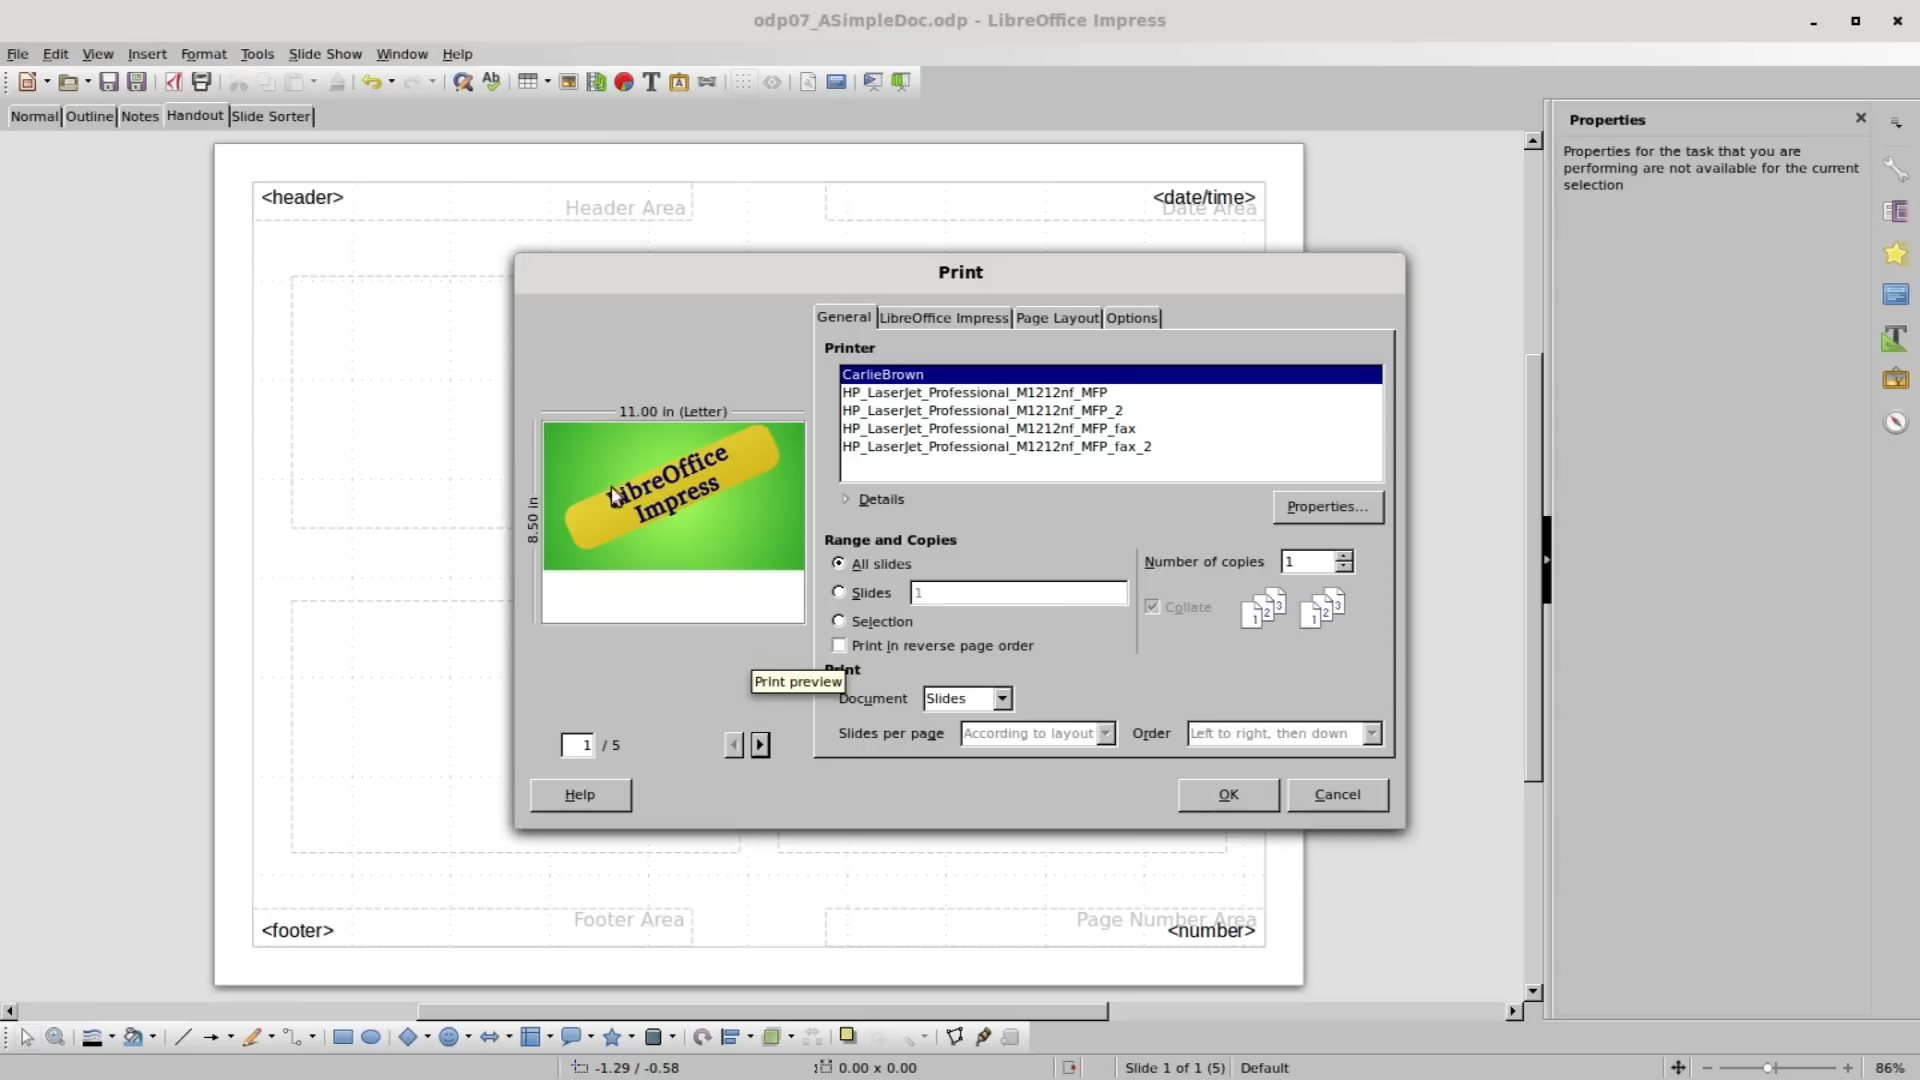 odp07_ASimpleDoc.odp - LibreOffice Impress
File Edit View Insert Format Tools Slide Show Window Help
Normal Outline Notes Handout Slide Sorter
Properties
Properties for the task that you are
performing are not available for the current
selection
<header>
Header Area
<date/time>
Date Area
Print
General LibreOffice Impress Page Layout Options
Printer
CarlieBrown
HP_LaserJet_Professional_M1212nf_MFP
HP_LaserJet_Professional_M1212nf_MFP_2
HP_LaserJet_Professional_M1212nf_MFP_fax
HP_LaserJet_Professional_M1212nf_MFP_fax_2
Details
Properties...
11.00 in (Letter)
8.50 in
LibreOffice
Impress
Range and Copies
All slides
Slides 1
Selection
Print in reverse page order
Number of copies 1
Collate
1 2 3 1 2 3
Print
Print preview
Document Slides
Slides per page According to layout Order Left to right, then down
1 / 5
Help OK Cancel
Footer Area
<footer>
Page Number Area
<number>
-1.29 / -0.58 0.00 x 0.00 Slide 1 of 1 (5) Default 86%